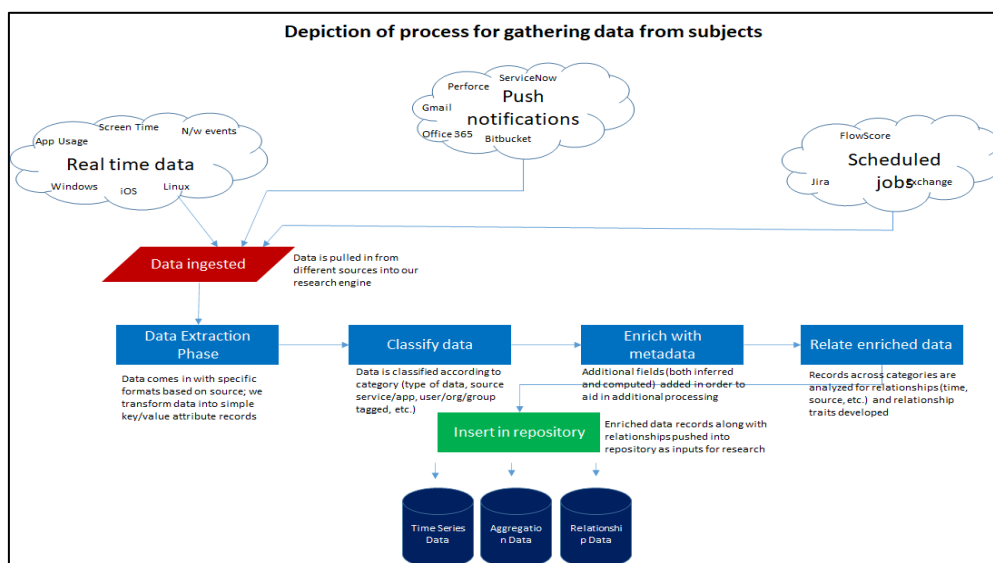 Depiction of process for gathering data from subjects
ServiceNow
Perforce
Push
notifications
Gmail
Office 365
Bitbucket
Screen Time
N/w events
App Usage
Real time data
Windows
iOS
Linux
FlowScore
Scheduled
jobs
Jira
Exchange
Data ingested
Data is pulled in from
different sources into our
research engine
Data Extraction
Phase
Classify data
Enrich with
metadata
Relate enriched data
Data comes in with specific
formats based on source; we
transform data into simple
key/value attribute records
Data is classified according to
category (type of data, source
service/app, user/org/group
tagged, etc.)
Additional fields (both inferred
and computed) added in order to
aid in additional processing
Records across categories are
analyzed for relationships (time,
source, etc.) and relationship
traits developed
Insert in repository
Enriched data records along with
relationships pushed into
repository as inputs for research
Time Series
Data
Aggregatio
n Data
Relationshi
p Data